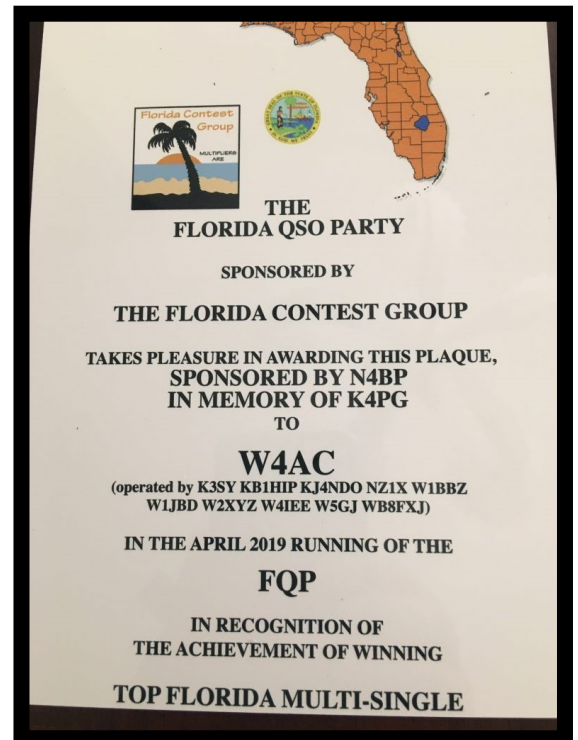 Florida Contest
Group
MULTIPLIERS
ARE
THE
FLORIDA QSO PARTY
SPONSORED BY
THE FLORIDA CONTEST GROUP
TAKES PLEASURE IN AWARDING THIS PLAQUE,
SPONSORED BY N4BP
IN MEMORY OF K4PG
TO
W4AC
(operated by K3SY KB1HIP KJ4NDO NZ1X W1BBZ
W1JBD W2XYZ W4IEE W5GJ WB8FXJ)
IN THE APRIL 2019 RUNNING OF THE
FQP
IN RECOGNITION OF
THE ACHIEVEMENT OF WINNING
TOP FLORIDA MULTI-SINGLE